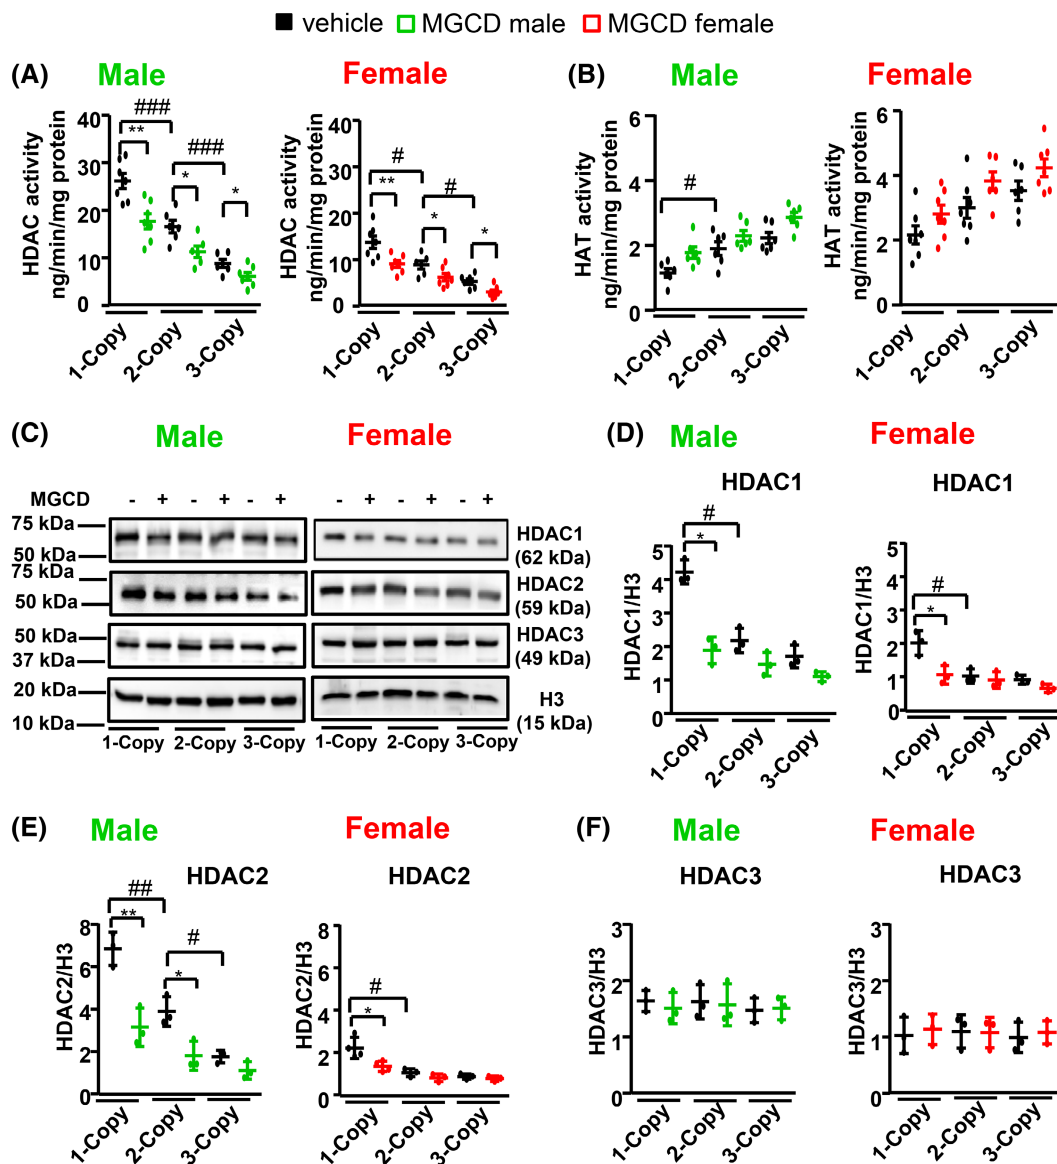 vehicle MGCD male MGCD female
(A) Male Female
HDAC activity
ng/min/mg protein
40
30
20
10
0
###
**
###
*
*
1-Copy 2-Copy 3-Copy
HDAC activity
ng/min/mg protein
40
30
20
10
0
#
**
#
*
*
1-Copy 2-Copy 3-Copy
(B) Male Female
HAT activity
ng/min/mg protein
6
4
2
0
#
1-Copy 2-Copy 3-Copy
HAT activity
ng/min/mg protein
6
4
2
0
1-Copy 2-Copy 3-Copy
(C) Male Female
MGCD - + - + - + - + - + - +
75 kDa
50 kDa
HDAC1
(62 kDa)
75 kDa
50 kDa
HDAC2
(59 kDa)
50 kDa
37 kDa
HDAC3
(49 kDa)
20 kDa
10 kDa
H3
(15 kDa)
1-Copy 2-Copy 3-Copy 1-Copy 2-Copy 3-Copy
(D) Male Female
HDAC1 HDAC1
HDAC1/H3
5
4
3
2
1
0
#
*
1-Copy 2-Copy 3-Copy
HDAC1/H3
5
4
3
2
1
0
#
*
1-Copy 2-Copy 3-Copy
(E) Male Female
HDAC2 HDAC2
HDAC2/H3
8
6
4
2
0
##
**
#
*
1-Copy 2-Copy 3-Copy
HDAC2/H3
8
6
4
2
0
#
*
1-Copy 2-Copy 3-Copy
(F) Male Female
HDAC3 HDAC3
HDAC3/H3
3
2
1
0
1-Copy 2-Copy 3-Copy
HDAC3/H3
3
2
1
0
1-Copy 2-Copy 3-Copy